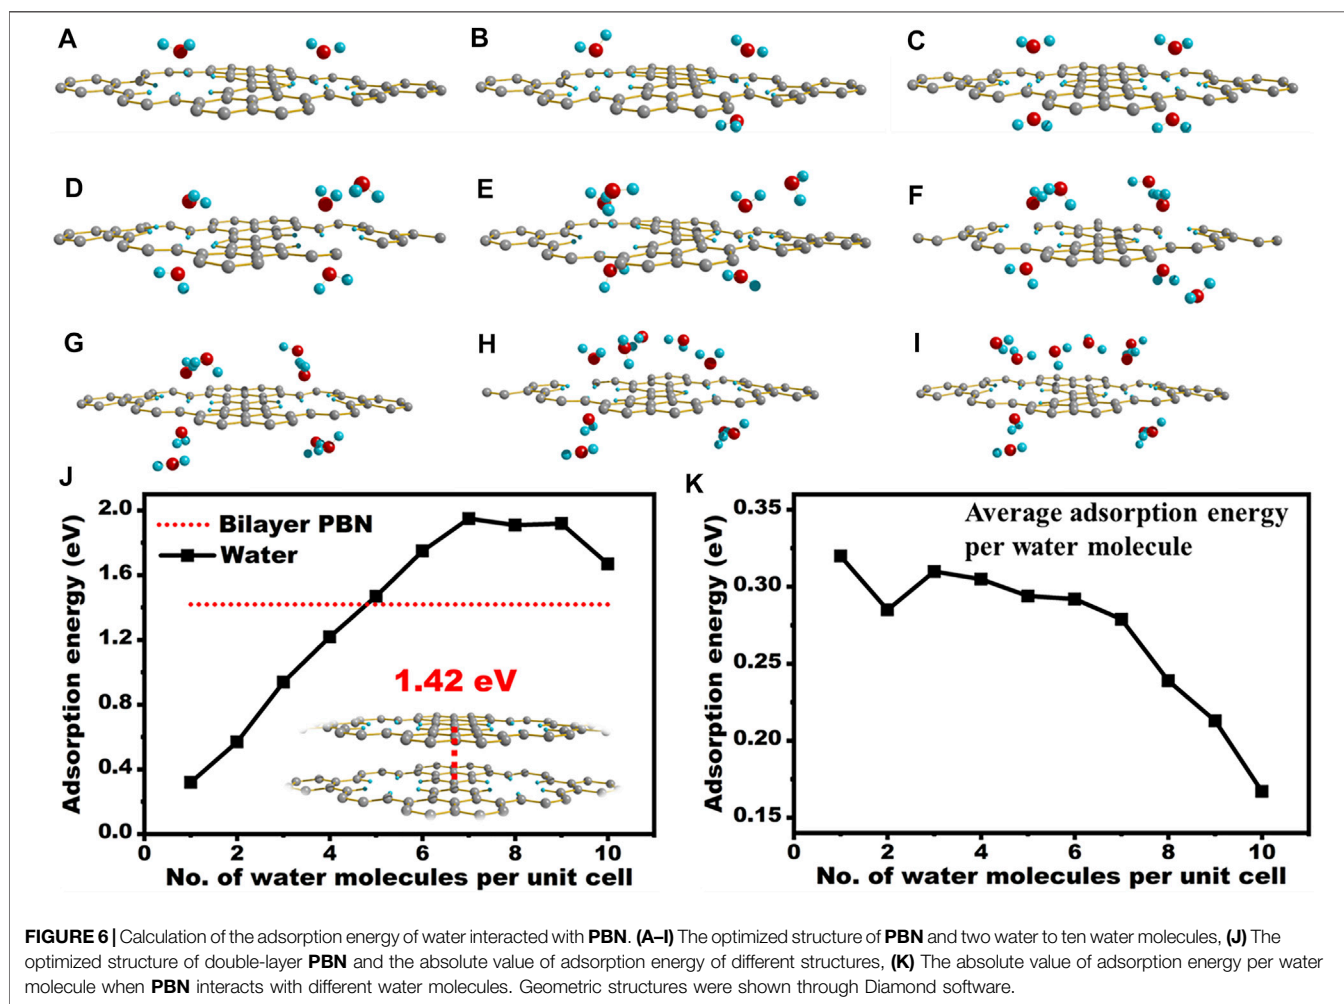 A
B
C
D
E
F
G
H
I
J
2.0
1.6
1.2
0.8
0.4
0.0
Adsorption energy (eV)
Bilayer PBN
Water
1.42 eV
0 2 4 6 8 10
No. of water molecules per unit cell
K
0.35
0.30
0.25
0.20
0.15
Adsorption energy (eV)
Average adsorption energy
per water molecule
0 2 4 6 8 10
No. of water molecules per unit cell
FIGURE 6 | Calculation of the adsorption energy of water interacted with PBN. (A–I) The optimized structure of PBN and two water to ten water molecules, (J) The
optimized structure of double-layer PBN and the absolute value of adsorption energy of different structures, (K) The absolute value of adsorption energy per water
molecule when PBN interacts with different water molecules. Geometric structures were shown through Diamond software.